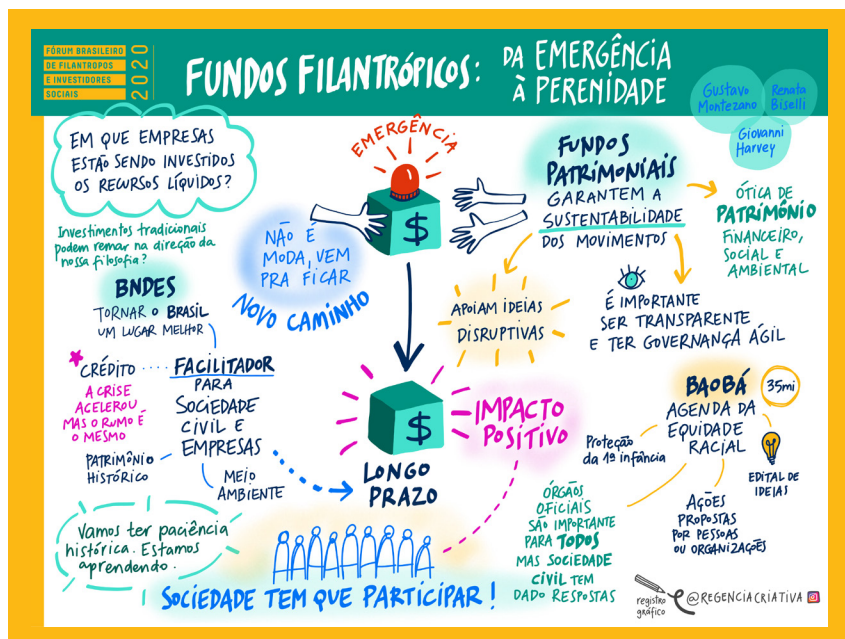 FÓRUM BRASILEIRO
DE FILANTROPOS
E INVESTIDORES
SOCIAIS
2020
FUNDOS FILANTRÓPICOS:
DA EMERGÊNCIA
À PERENIDADE
Gustavo
Montezano
Renata
Biselli
Giovanni
Harvey
EM QUE EMPRESAS
ESTÃO SENDO INVESTIDOS
OS RECURSOS LÍQUIDOS?
Investimentos tradicionais
podem remar na direção da
nossa filosofia?
BNDES
TORNAR O BRASIL
UM LUGAR MELHOR
CRÉDITO
FACILITADOR
PARA
SOCIEDADE
CIVIL E
EMPRESAS
A CRISE
ACELEROU
MAS O RUMO É
O MESMO
PATRIMÔNIO
HISTÓRICO
MEIO
AMBIENTE
Vamos ter paciência
histórica. Estamos
aprendendo.
EMERGÊNCIA
$
NÃO É
MODA, VEM
PRA FICAR
NOVO CAMINHO
$
LONGO
PRAZO
IMPACTO
POSITIVO
SOCIEDADE TEM QUE PARTICIPAR!
FUNDOS
PATRIMONIAIS
GARANTEM A
SUSTENTABILIDADE
DOS MOVIMENTOS
ÓTICA DE
PATRIMÔNIO
FINANCEIRO,
SOCIAL E
AMBIENTAL
APOIAM IDEIAS
DISRUPTIVAS
É IMPORTANTE
SER TRANSPARENTE
E TER GOVERNANÇA ÁGIL
BAOBÁ
35mi
AGENDA DA
EQUIDADE
RACIAL
Proteção
da 1ª infância
EDITAL DE
IDEIAS
AÇÕES
PROPOSTAS
POR PESSOAS
OU ORGANIZAÇÕES
ÓRGÃOS
OFICIAIS
SÃO IMPORTANTE
PARA TODOS
MAS SOCIEDADE
CIVIL TEM
DADO RESPOSTAS
registro
gráfico
@REGENCIACRIATIVA